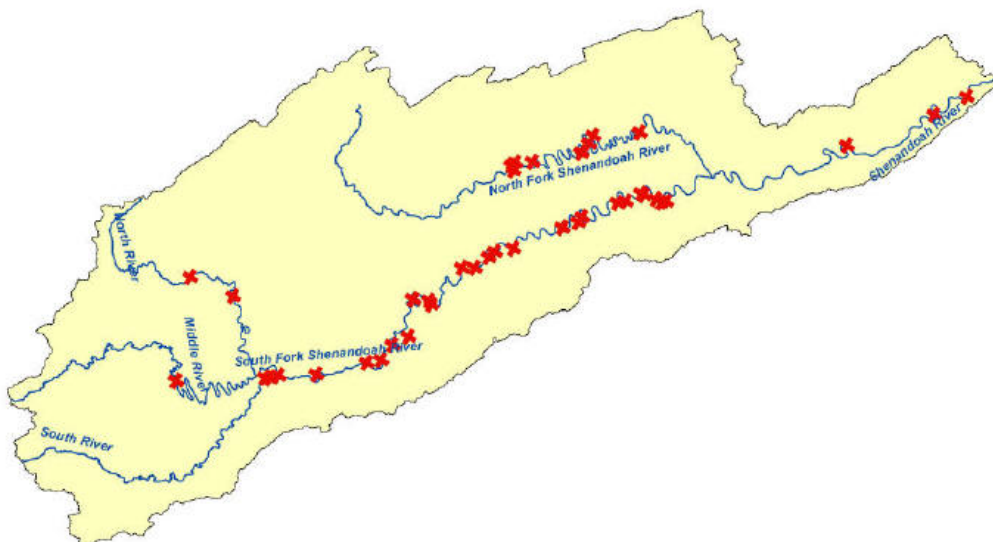 Shenandoah River
North Fork Shenandoah River
North River
Middle River
South Fork Shenandoah River
South River